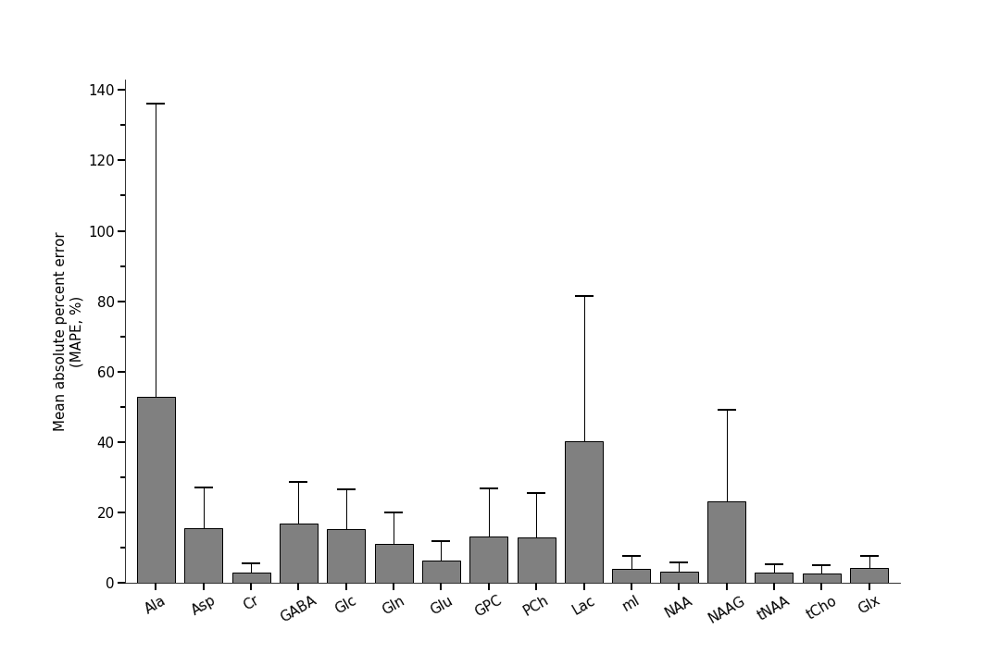 Mean absolute percent error
(MAPE, %)
140
120
100
80
60
40
20
0
Ala Asp Cr GABA Glc Gln Glu GPC PCh Lac mI NAA NAAG tNAA tCho Glx